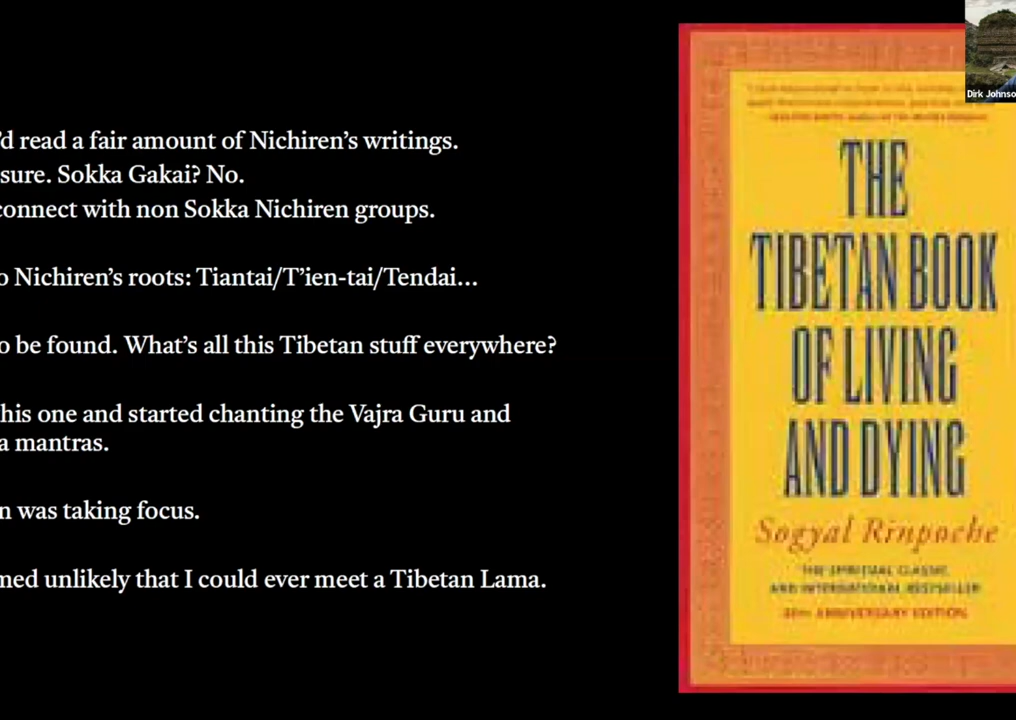 'd read a fair amount of Nichiren's writings.
sure. Sokka Gakai? No.
connect with non Sokka Nichiren groups.
o Nichiren's roots: Tiantai/T'ien-tai/Tendai...
o be found. What's all this Tibetan stuff everywhere?
his one and started chanting the Vajra Guru and
a mantras.
n was taking focus.
med unlikely that I could ever meet a Tibetan Lama.
THE
TIBETAN BOOK
OF LIVING
AND DYING
Sogyal Rinpoche
THE SPIRITUAL CLASSIC
AND INTERNATIONAL BESTSELLER
ANNIVERSARY EDITION
Dirk Johnso